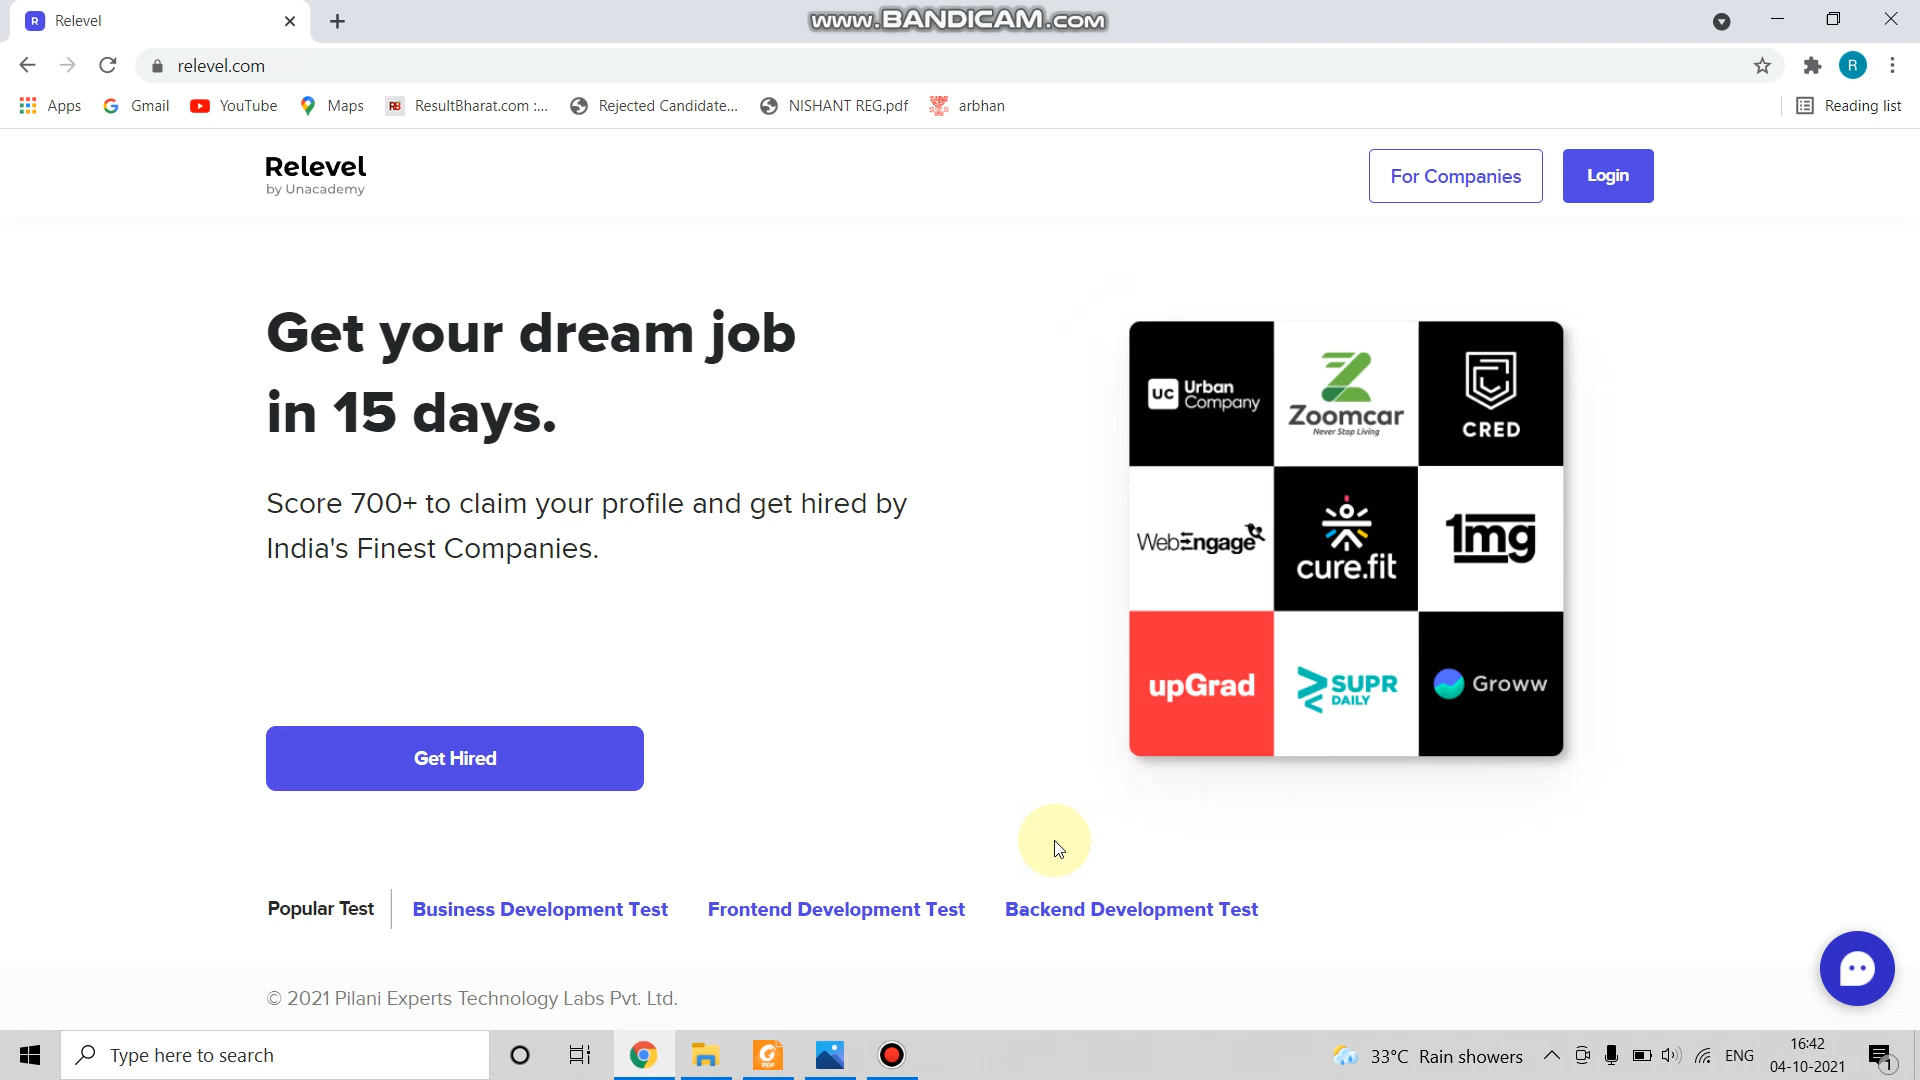 R Relevel
www.BANDICAM.com
relevel.com
R
Apps
Gmail
YouTube
Maps
RB ResultBharat.com :...
Rejected Candidate...
NISHANT REG.pdf
arbhan
Reading list
Relevel
by Unacademy
For Companies
Login
Get your dream job
in 15 days.
Score 700+ to claim your profile and get hired by
India's Finest Companies.
UC Urban
Company
Zoomcar
Never Stop Living
CRED
WebEngage
cure.fit
1mg
upGrad
SUPR
DAILY
Groww
Get Hired
Popular Test
Business Development Test
Frontend Development Test
Backend Development Test
© 2021 Pilani Experts Technology Labs Pvt. Ltd.
Type here to search
PDF
33°C Rain showers
ENG
16:42
04-10-2021
1